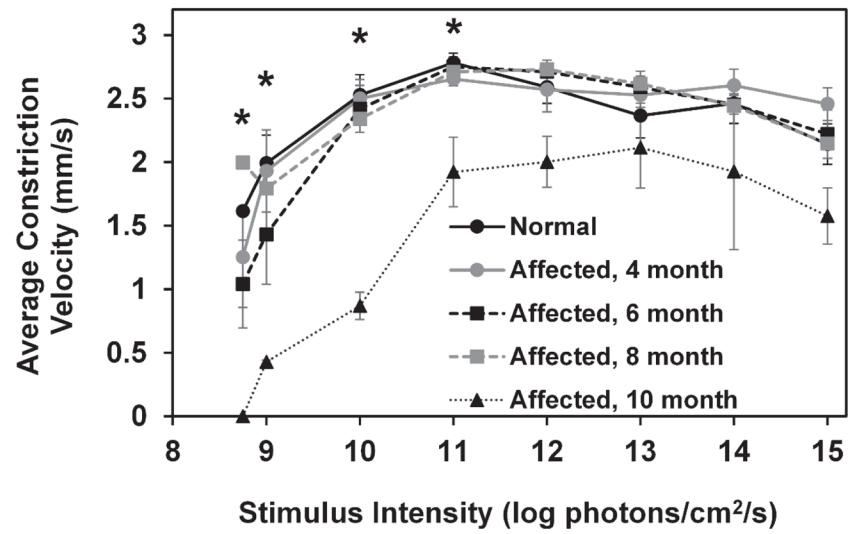 Average Constriction
Velocity (mm/s)
3
2.5
2
1.5
1
0.5
0
*
*
*
*
Normal
Affected, 4 month
Affected, 6 month
Affected, 8 month
Affected, 10 month
8 9 10 11 12 13 14 15
Stimulus Intensity (log photons/cm²/s)